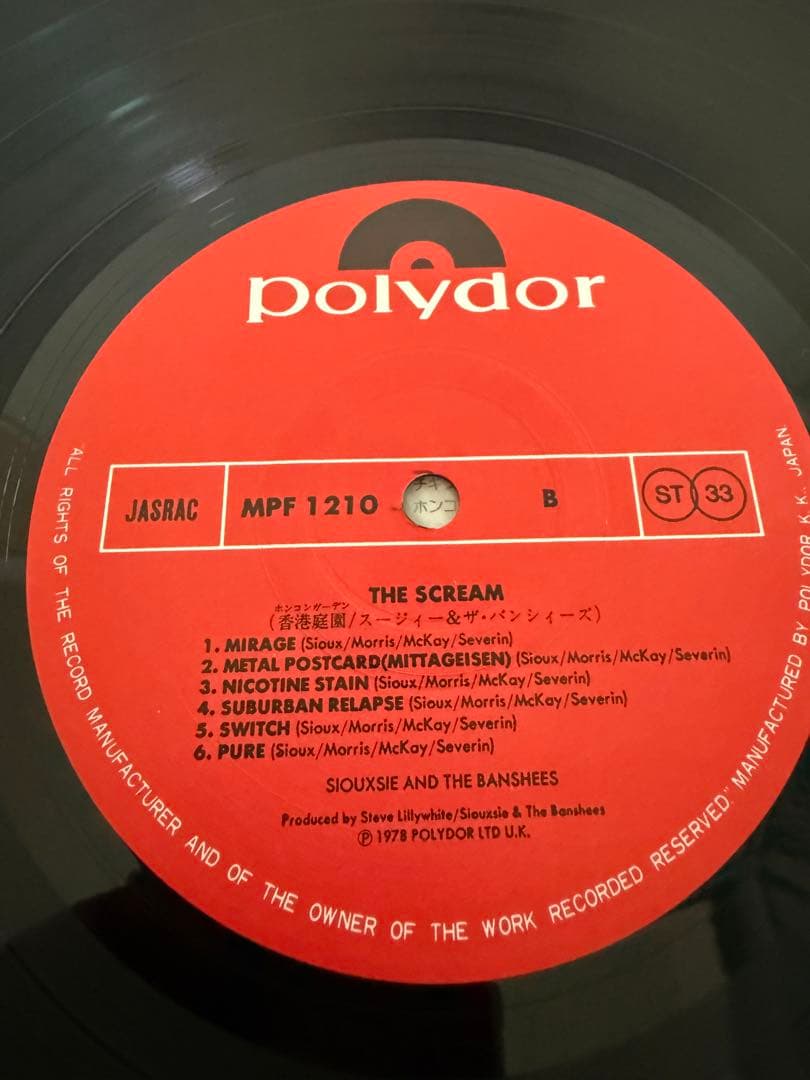 polydor
JASRAC MPF 1210 B ST 33
チキ
ホンコ
THE SCREAM
ホンコンガーデン
(香港庭園/スージィー&ザ・バンシィーズ)
1. MIRAGE (Sioux/Morris/McKay/Severin)
2. METAL POSTCARD(MITTAGEISEN) (Sioux/Morris/McKay/Severin)
3. NICOTINE STAIN (Sioux/Morris/McKay/Severin)
4. SUBURBAN RELAPSE (Sioux/Morris/McKay/Severin)
5. SWITCH (Sioux/Morris/McKay/Severin)
6. PURE (Sioux/Morris/McKay/Severin)
SIOUXSIE AND THE BANSHEES
Produced by Steve Lillywhite/Siouxsie & The Banshees
Ⓟ 1978 POLYDOR LTD U.K.
"ALL RIGHTS OF THE RECORD MANUFACTURER AND OF THE OWNER OF THE WORK RECORDED RESERVED." MANUFACTURED BY POLYDOR K.K. JAPAN